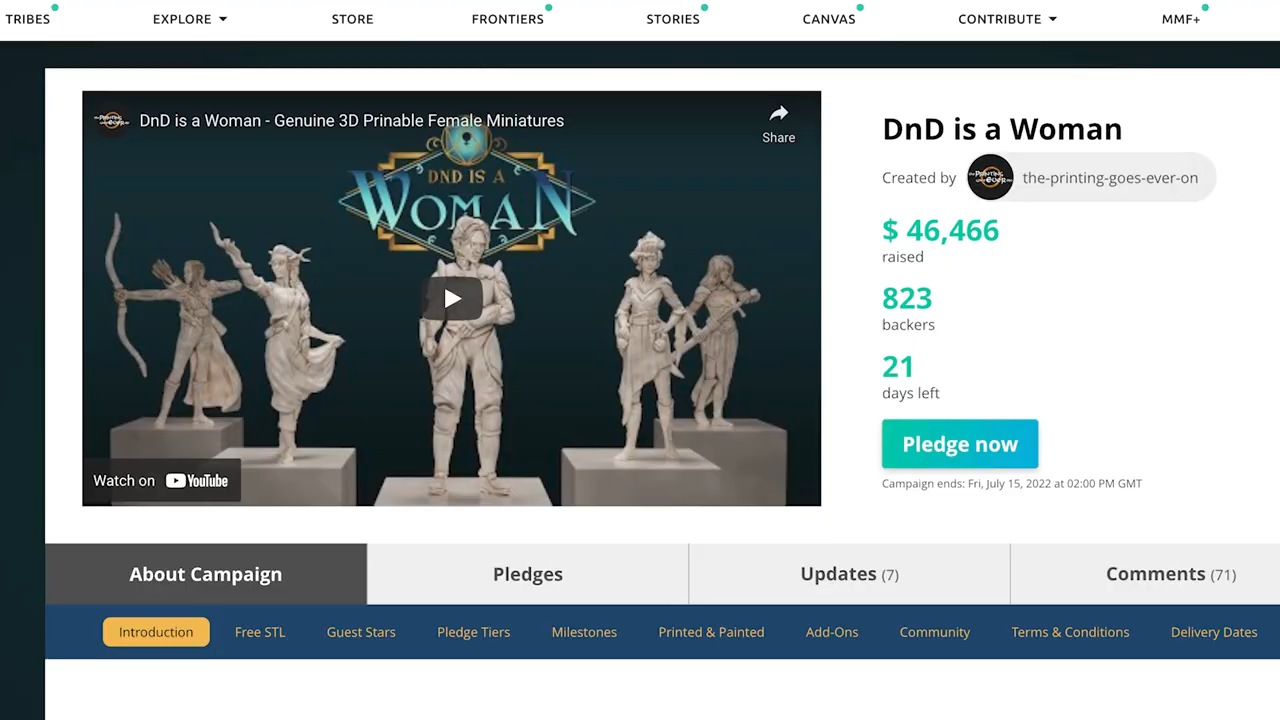 TRIBES EXPLORE STORE FRONTIERS STORIES CANVAS CONTRIBUTE MMF+
DnD is a Woman - Genuine 3D Prinable Female Miniatures
Share
DND IS A
WOMAN
Watch on YouTube
DnD is a Woman
Created by the-printing-goes-ever-on
$ 46,466
raised
823
backers
21
days left
Pledge now
Campaign ends: Fri, July 15, 2022 at 02:00 PM GMT
About Campaign Pledges Updates (7) Comments (71)
Introduction Free STL Guest Stars Pledge Tiers Milestones Printed & Painted Add-Ons Community Terms & Conditions Delivery Dates